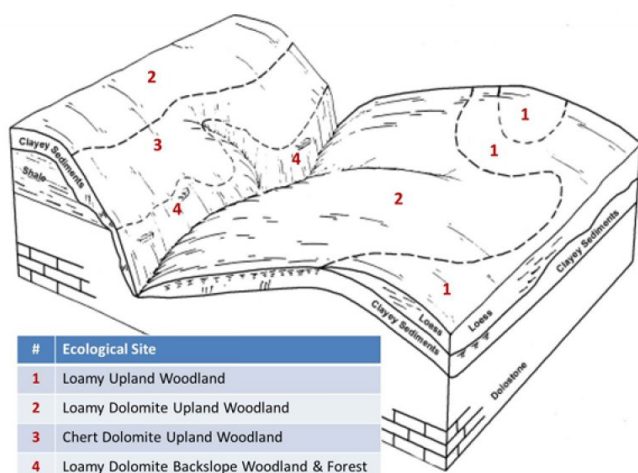 2
1
1
3
4
2
4
1
Clayey Sediments
Shale
Loess
Clayey Sediments
Loess
Clayey Sediments
Dolostone
# Ecological Site
1 Loamy Upland Woodland
2 Loamy Dolomite Upland Woodland
3 Chert Dolomite Upland Woodland
4 Loamy Dolomite Backslope Woodland & Forest